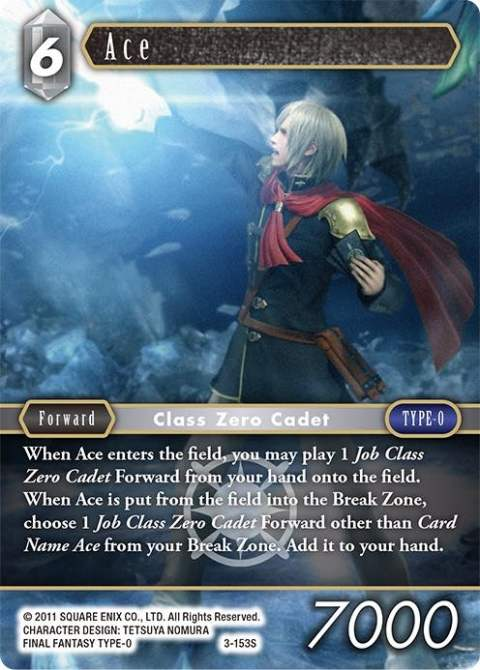 6
Ace
Forward
Class Zero Cadet
TYPE-0
When Ace enters the field, you may play 1 Job Class
Zero Cadet Forward from your hand onto the field.
When Ace is put from the field into the Break Zone,
choose 1 Job Class Zero Cadet Forward other than Card
Name Ace from your Break Zone. Add it to your hand.
© 2011 SQUARE ENIX CO., LTD. All Rights Reserved.
CHARACTER DESIGN: TETSUYA NOMURA
FINAL FANTASY TYPE-0
3-153S
7000